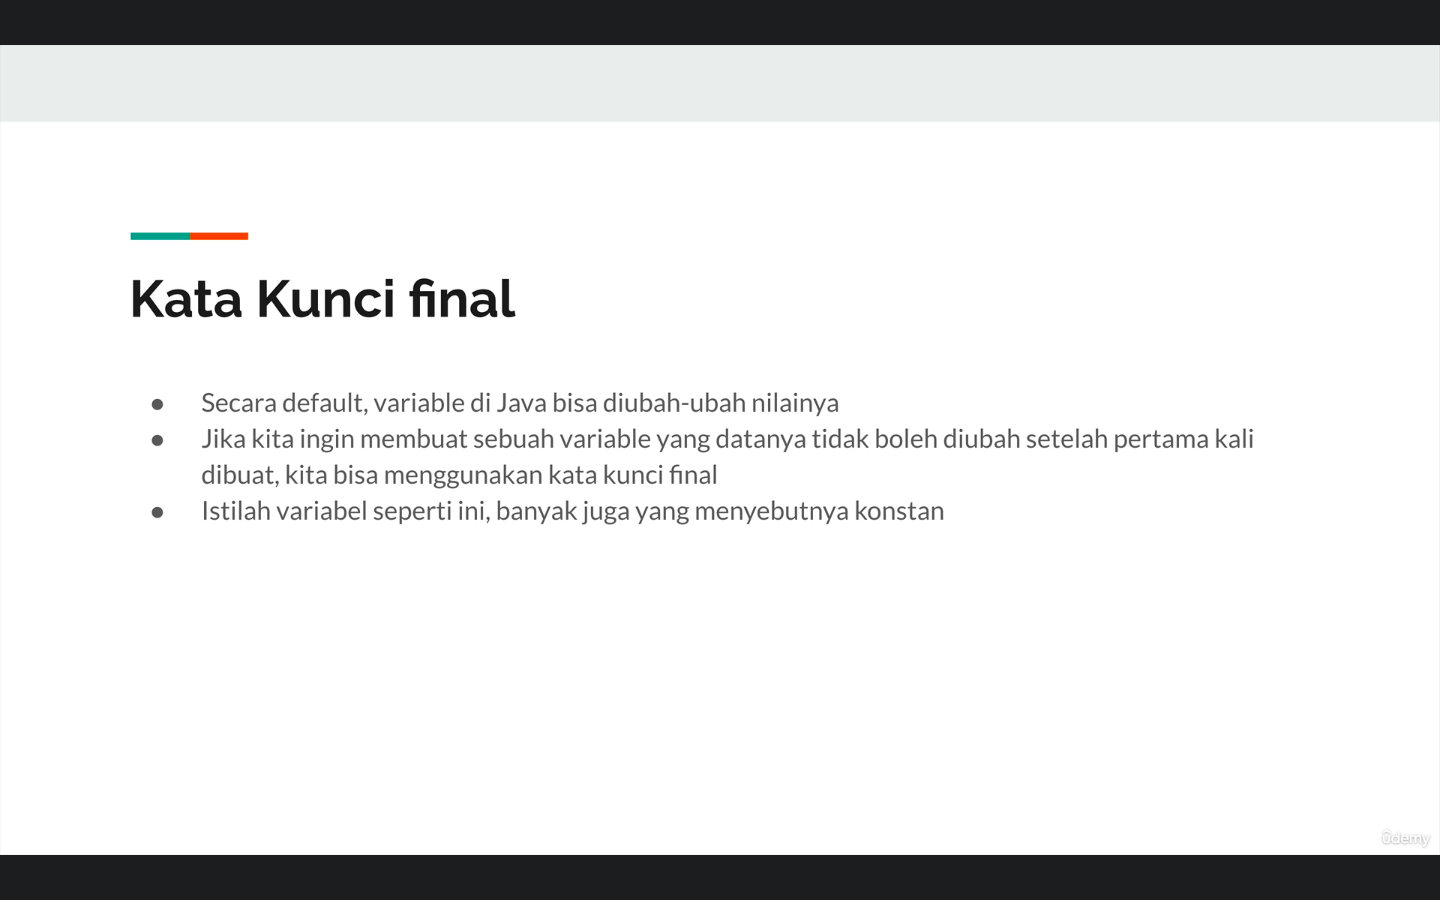 Kata Kunci final
● Secara default, variable di Java bisa diubah-ubah nilainya
● Jika kita ingin membuat sebuah variable yang datanya tidak boleh diubah setelah pertama kali
dibuat, kita bisa menggunakan kata kunci final
● Istilah variabel seperti ini, banyak juga yang menyebutnya konstan
ûdemy